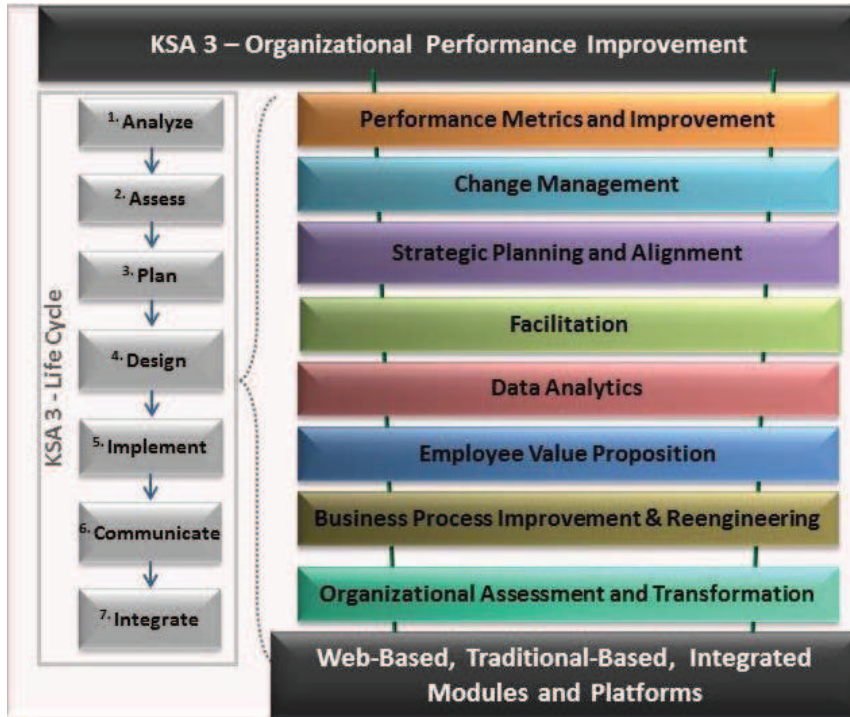 KSA 3 – Organizational Performance Improvement
KSA 3 - Life Cycle
1. Analyze
2. Assess
3. Plan
4. Design
5. Implement
6. Communicate
7. Integrate
Performance Metrics and Improvement
Change Management
Strategic Planning and Alignment
Facilitation
Data Analytics
Employee Value Proposition
Business Process Improvement & Reengineering
Organizational Assessment and Transformation
Web-Based, Traditional-Based, Integrated
Modules and Platforms